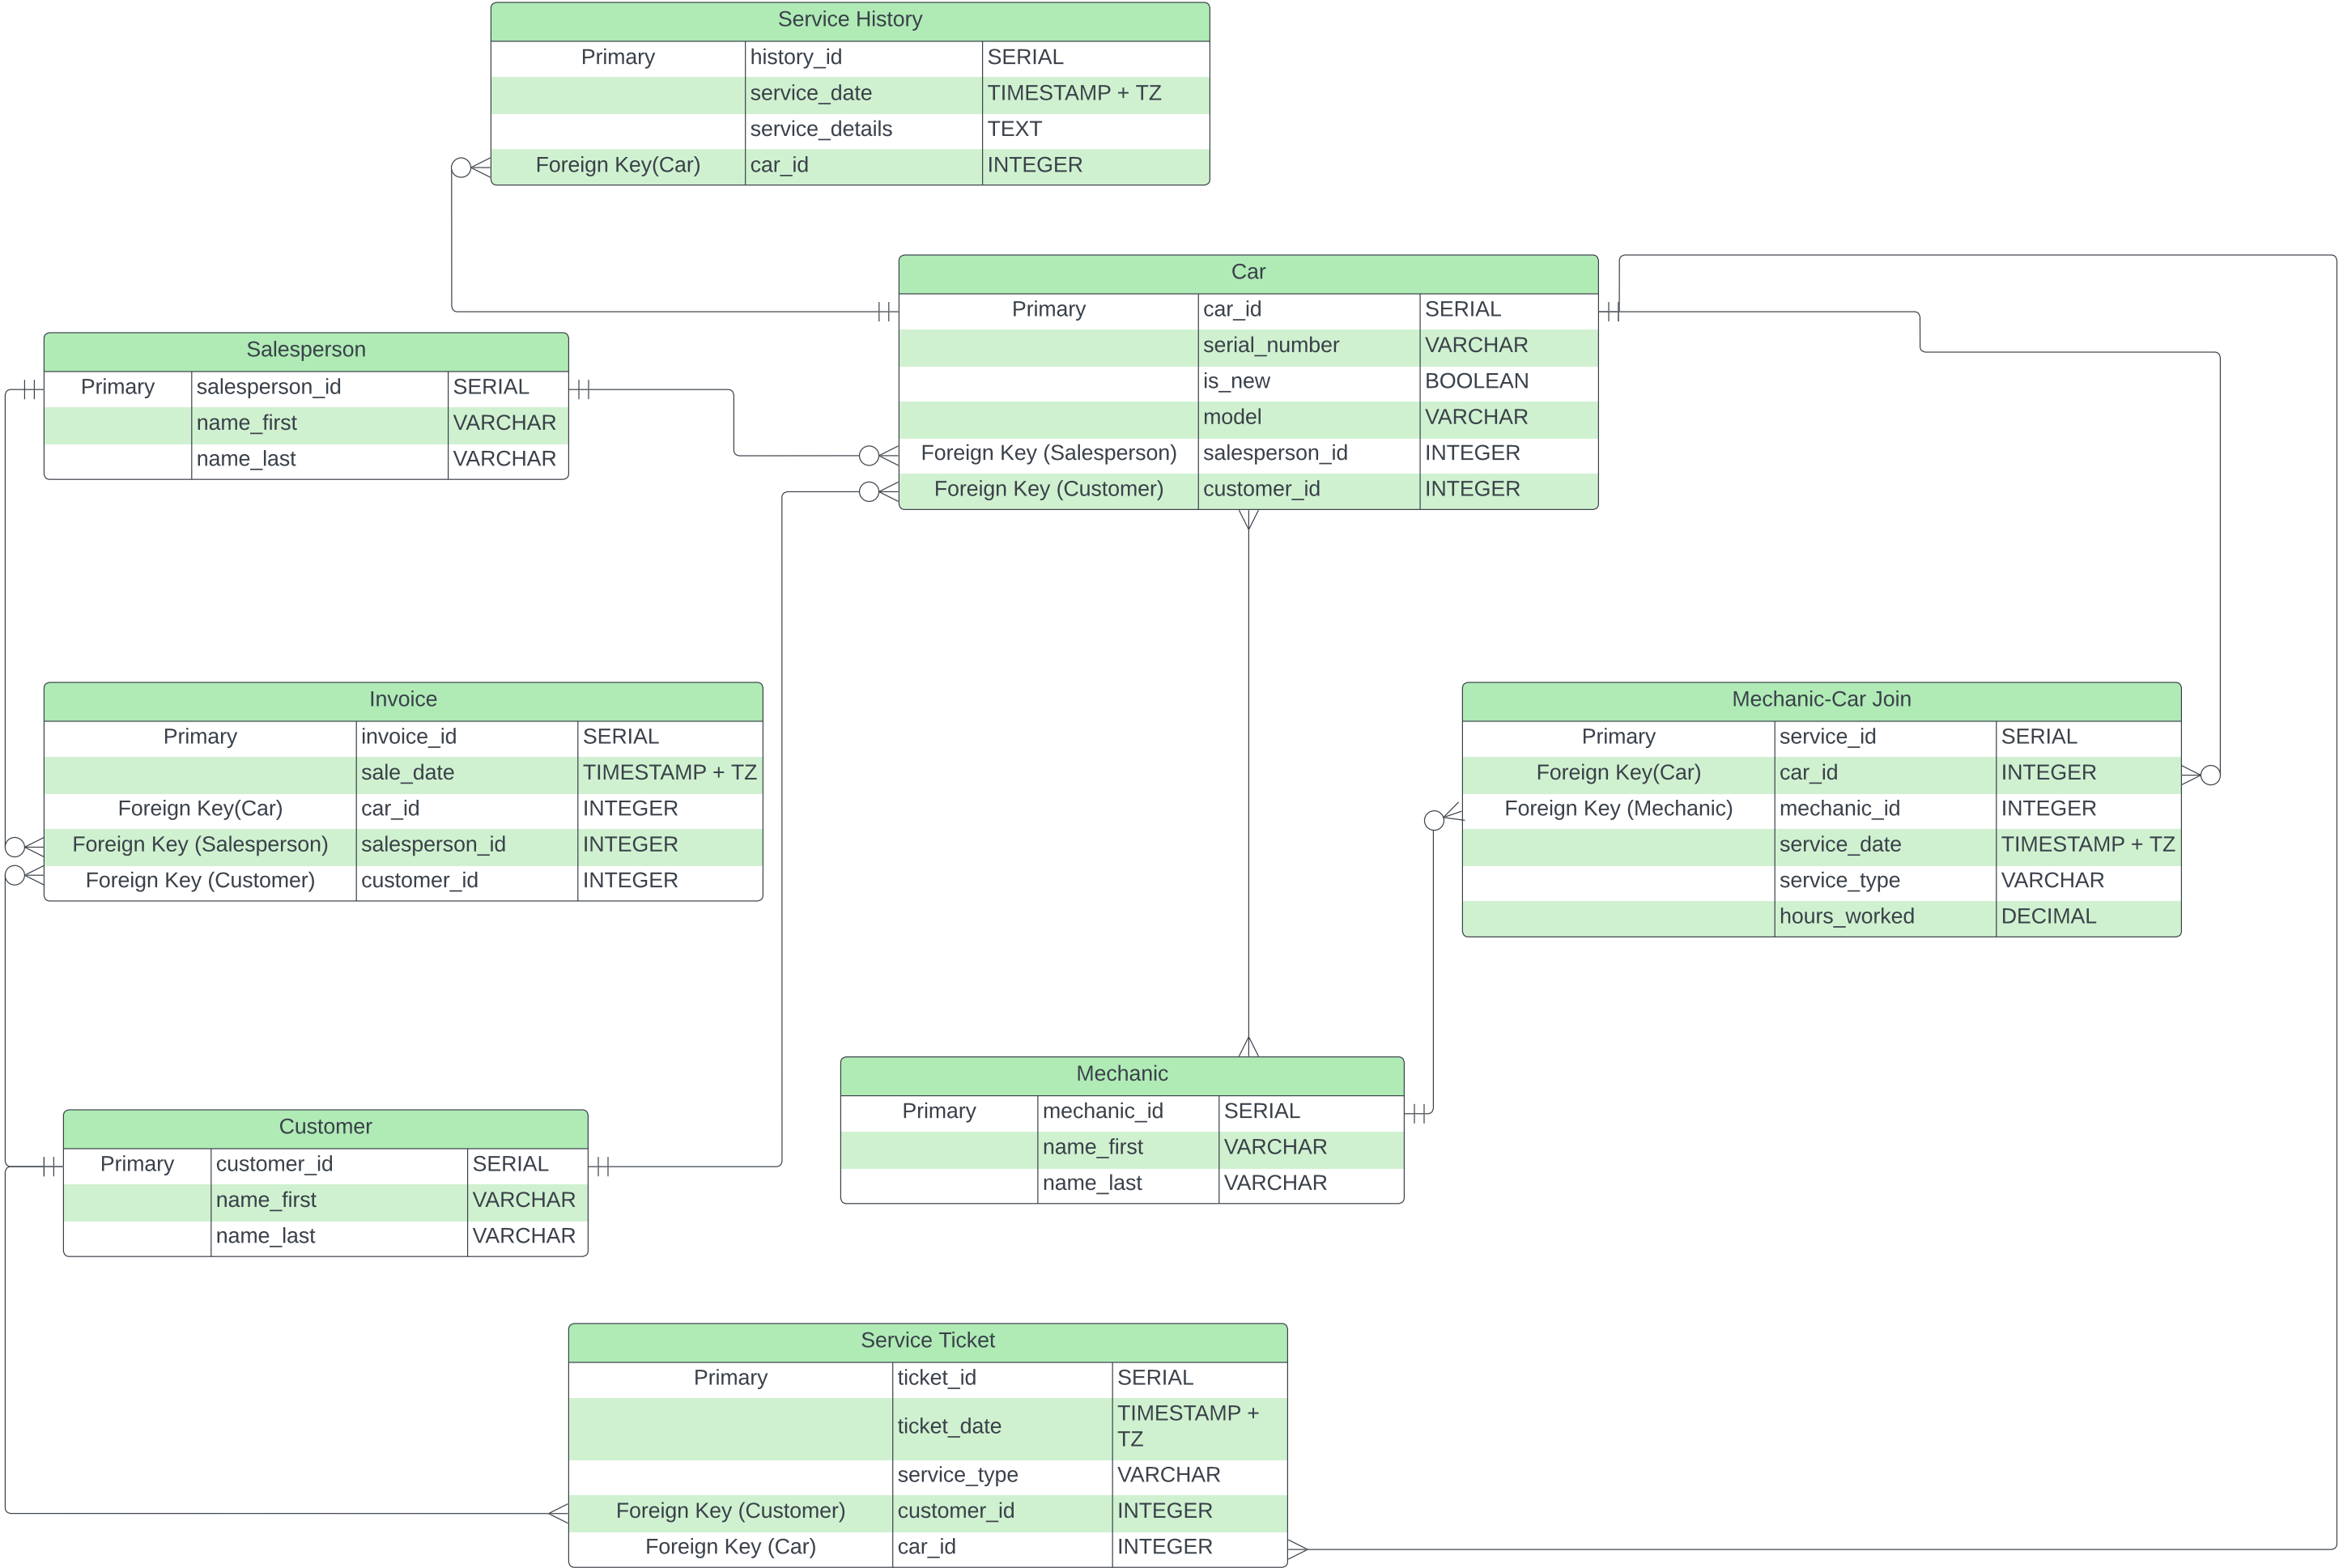 Service History
Primary history_id SERIAL
service_date TIMESTAMP + TZ
service_details TEXT
Foreign Key(Car) car_id INTEGER
Car
Primary car_id SERIAL
serial_number VARCHAR
is_new BOOLEAN
model VARCHAR
Foreign Key (Salesperson) salesperson_id INTEGER
Foreign Key (Customer) customer_id INTEGER
Salesperson
Primary salesperson_id SERIAL
name_first VARCHAR
name_last VARCHAR
Invoice
Primary invoice_id SERIAL
sale_date TIMESTAMP + TZ
Foreign Key(Car) car_id INTEGER
Foreign Key (Salesperson) salesperson_id INTEGER
Foreign Key (Customer) customer_id INTEGER
Mechanic-Car Join
Primary service_id SERIAL
Foreign Key(Car) car_id INTEGER
Foreign Key (Mechanic) mechanic_id INTEGER
service_date TIMESTAMP + TZ
service_type VARCHAR
hours_worked DECIMAL
Mechanic
Primary mechanic_id SERIAL
name_first VARCHAR
name_last VARCHAR
Customer
Primary customer_id SERIAL
name_first VARCHAR
name_last VARCHAR
Service Ticket
Primary ticket_id SERIAL
ticket_date TIMESTAMP +
TZ
service_type VARCHAR
Foreign Key (Customer) customer_id INTEGER
Foreign Key (Car) car_id INTEGER